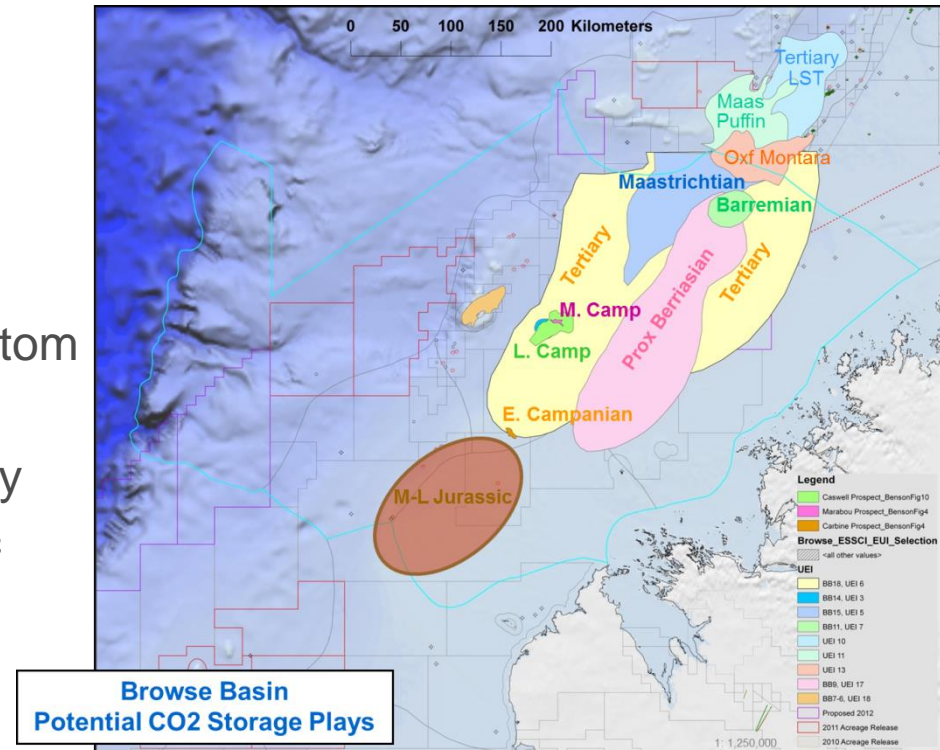 0 50 100 150 200 Kilometers
Tertiary
LST
Maas
Puffin
Oxf Montara
Maastrichtian
Barremian
Tertiary
Tertiary
Prox Berriasian
M. Camp
L. Camp
E. Campanian
M-L Jurassic
tom
y
Legend
Caswell Prospect_BensonFig10
Marabou Prospect_BensonFig4
Carbine Prospect_BensonFig4
Browse_ESSCI_EUI_Selection
<all other values>
UEI
BB18, UEI 6
BB14, UEI 3
BB15, UEI 5
BB11, UEI 7
UEI 10
UEI 11
UEI 13
BB9, UEI 17
BB7-6, UEI 18
Proposed 2012
2011 Acreage Release
2010 Acreage Release
1: 1,250,000
Browse Basin
Potential CO2 Storage Plays